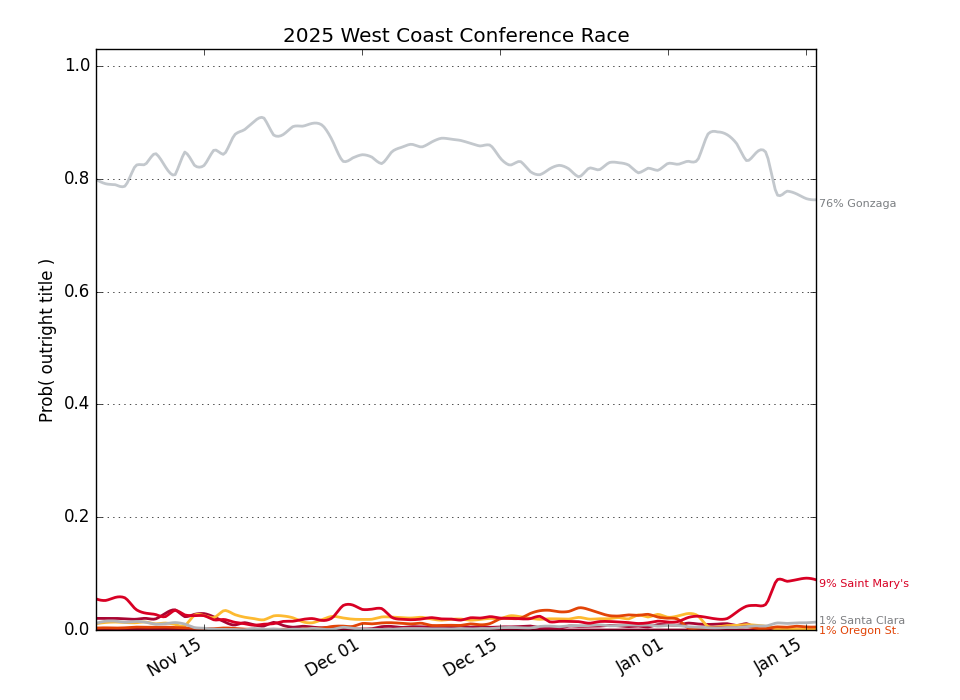 2025 West Coast Conference Race
Prob( outright title )
1.0
0.8
0.6
0.4
0.2
0.0
76% Gonzaga
9% Saint Mary's
1% Santa Clara
1% Oregon St.
Nov 15
Dec 01
Dec 15
Jan 01
Jan 15